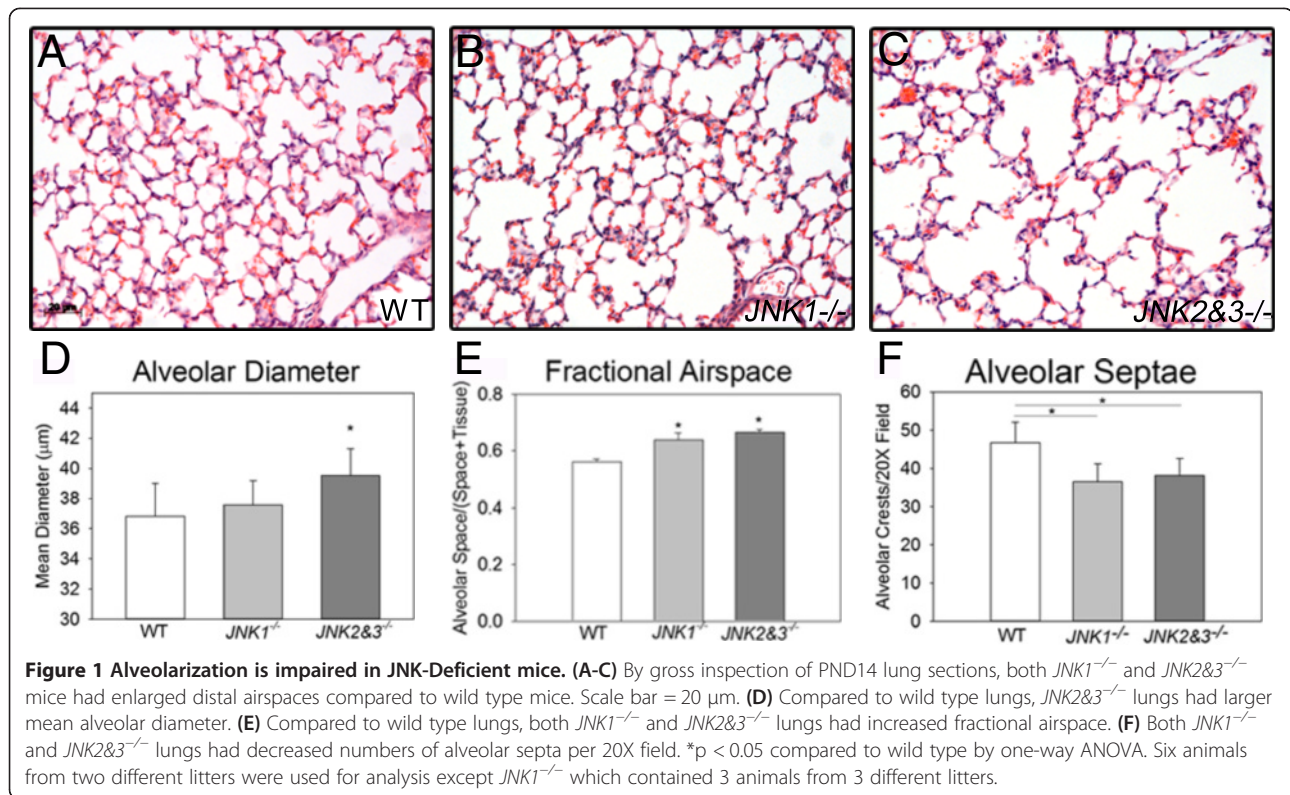 A
B
C
20 µm
WT
JNK1-/-
JNK2&3-/-
D
Alveolar Diameter
Mean Diameter (µm)
44
42
40
38
36
34
32
30
*
WT
JNK1-/-
JNK2&3-/-
E
Fractional Airspace
Alveolar Space/(Space+Tissue)
0.8
0.6
0.4
0.2
0.0
*
*
WT
JNK1-/-
JNK2&3-/-
F
Alveolar Septae
Alveolar Crests/20X Field
60
50
40
30
20
10
0
*
*
WT
JNK1-/-
JNK2&3-/-
Figure 1 Alveolarization is impaired in JNK-Deficient mice. (A-C) By gross inspection of PND14 lung sections, both JNK1−/− and JNK2&3−/−
mice had enlarged distal airspaces compared to wild type mice. Scale bar = 20 μm. (D) Compared to wild type lungs, JNK2&3−/− lungs had larger
mean alveolar diameter. (E) Compared to wild type lungs, both JNK1−/− and JNK2&3−/− lungs had increased fractional airspace. (F) Both JNK1−/−
and JNK2&3−/− lungs had decreased numbers of alveolar septa per 20X field. *p < 0.05 compared to wild type by one-way ANOVA. Six animals
from two different litters were used for analysis except JNK1−/− which contained 3 animals from 3 different litters.